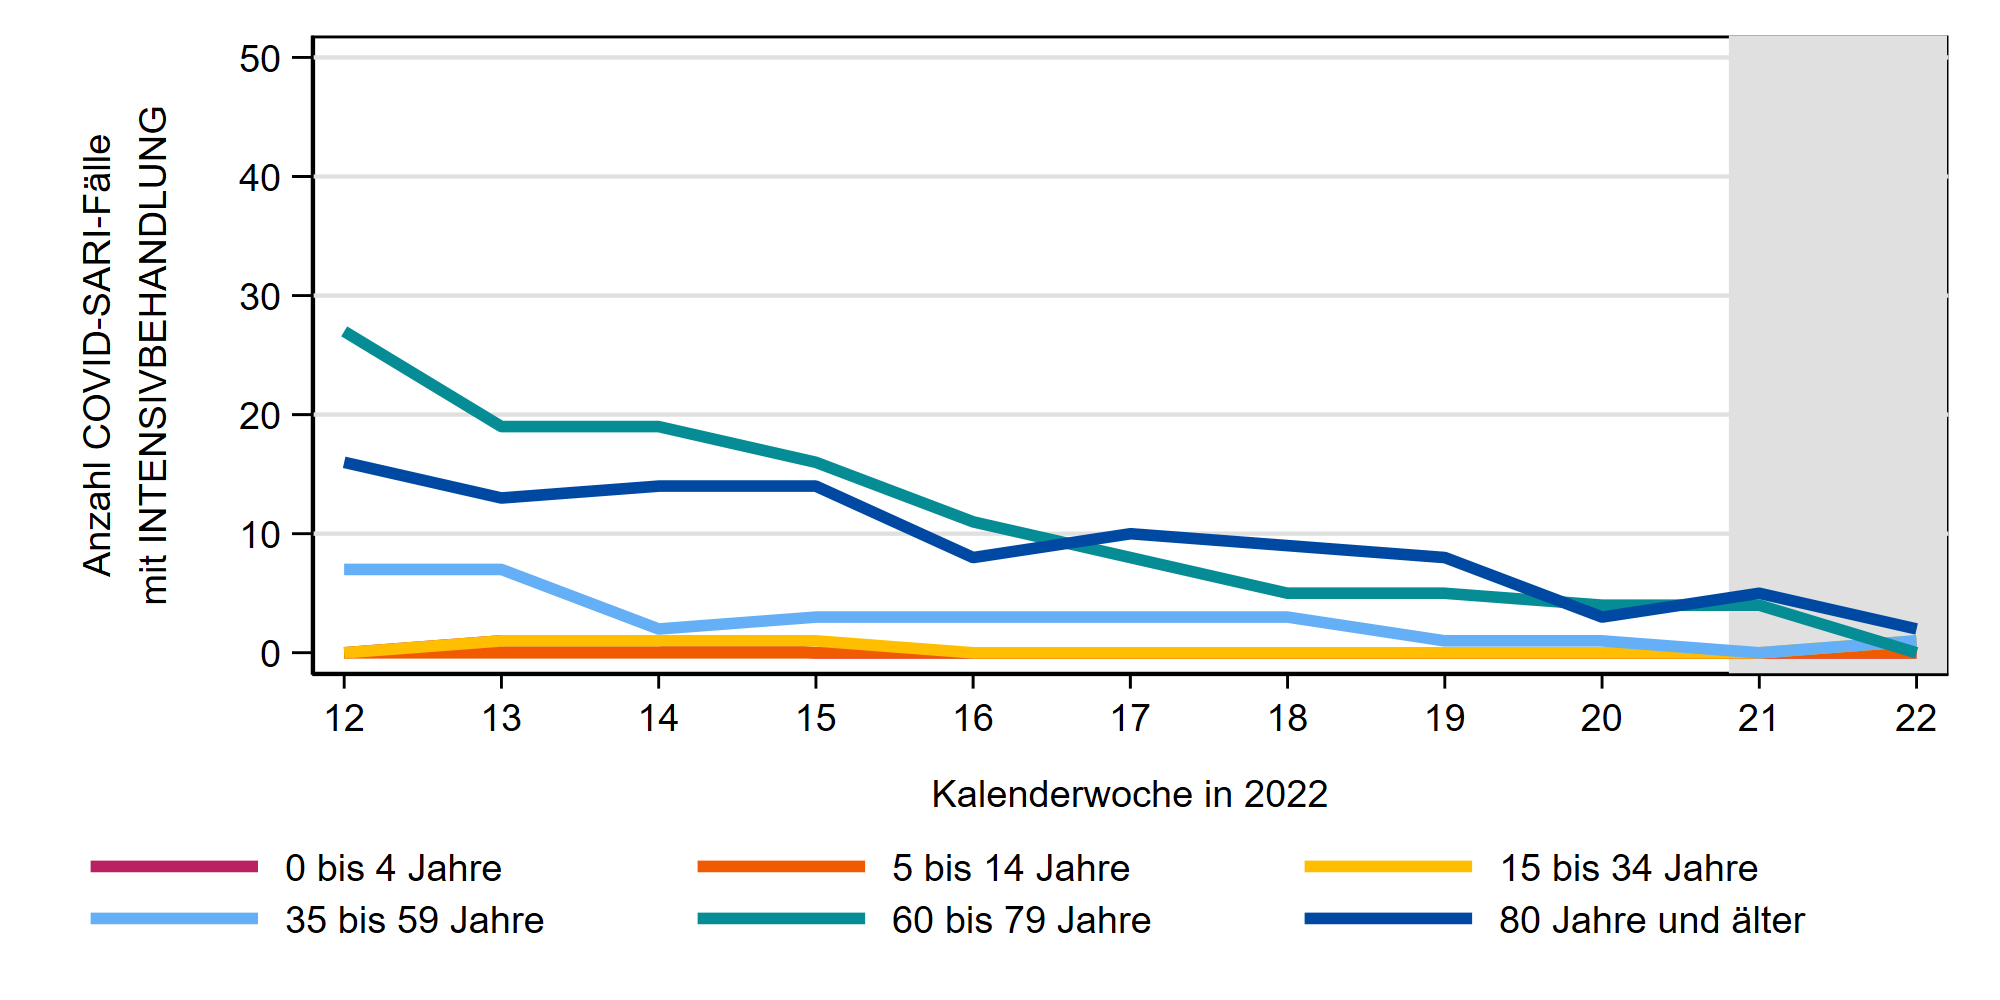 Anzahl COVID-SARI-Fälle
mit INTENSIVBEHANDLUNG
50
40
30
20
10
0
12 13 14 15 16 17 18 19 20 21 22
Kalenderwoche in 2022
0 bis 4 Jahre 5 bis 14 Jahre 15 bis 34 Jahre
35 bis 59 Jahre 60 bis 79 Jahre 80 Jahre und älter